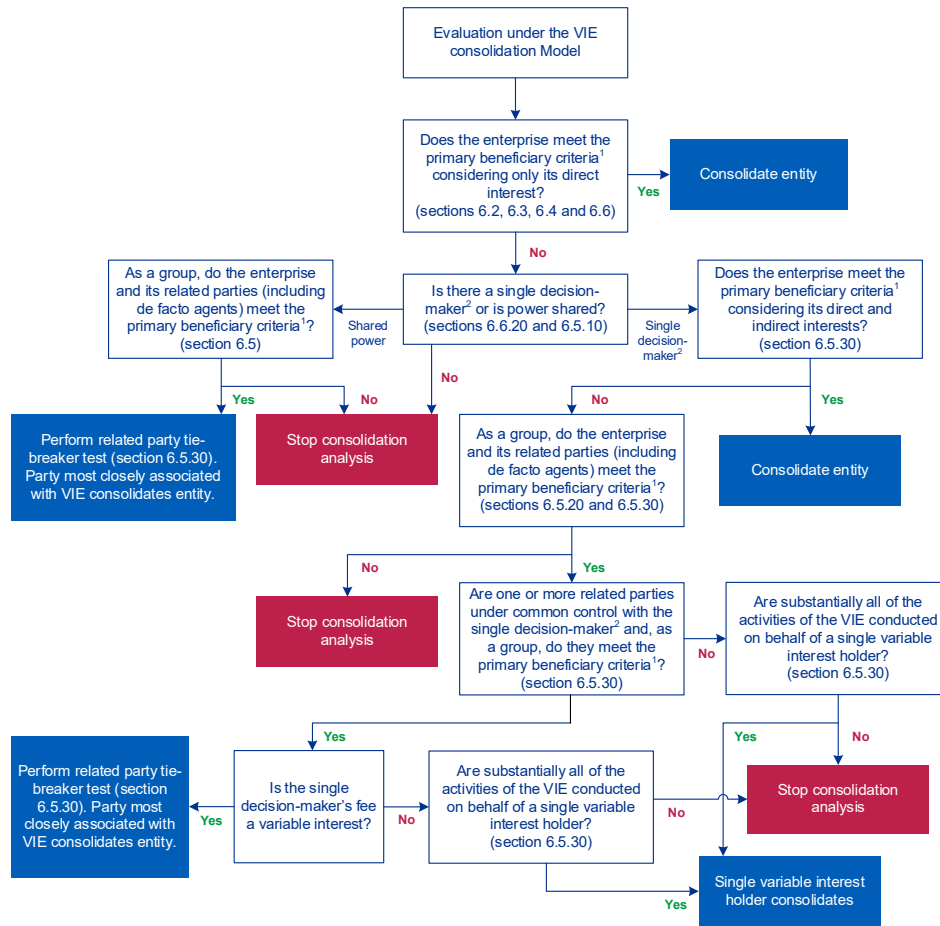 Evaluation under the VIE
consolidation Model
Does the enterprise meet the
primary beneficiary criteria¹
considering only its direct
interest?
(sections 6.2, 6.3, 6.4 and 6.6)
Yes
Consolidate entity
No
As a group, do the enterprise
and its related parties (including
de facto agents) meet the
primary beneficiary criteria¹?
(section 6.5)
Shared
power
Is there a single decision-
maker² or is power shared?
(sections 6.6.20 and 6.5.10)
Single
decision-
maker²
Does the enterprise meet the
primary beneficiary criteria¹
considering its direct and
indirect interests?
(section 6.5.30)
No
Yes
No
No
Yes
Perform related party tie-
breaker test (section 6.5.30).
Party most closely associated
with VIE consolidates entity.
Stop consolidation
analysis
As a group, do the enterprise
and its related parties (including
de facto agents) meet the
primary beneficiary criteria¹?
(sections 6.5.20 and 6.5.30)
Consolidate entity
No
Yes
Stop consolidation
analysis
Are one or more related parties
under common control with the
single decision-maker² and, as
a group, do they meet the
primary beneficiary criteria¹?
(section 6.5.30)
No
Are substantially all of the
activities of the VIE conducted
on behalf of a single variable
interest holder?
(section 6.5.30)
Yes
Yes
No
Perform related party tie-
breaker test (section
6.5.30). Party most
closely associated with
VIE consolidates entity.
Yes
Is the single
decision-maker's fee
a variable interest?
No
Are substantially all of the
activities of the VIE conducted
on behalf of a single variable
interest holder?
(section 6.5.30)
No
Stop consolidation
analysis
Yes
Single variable interest
holder consolidates